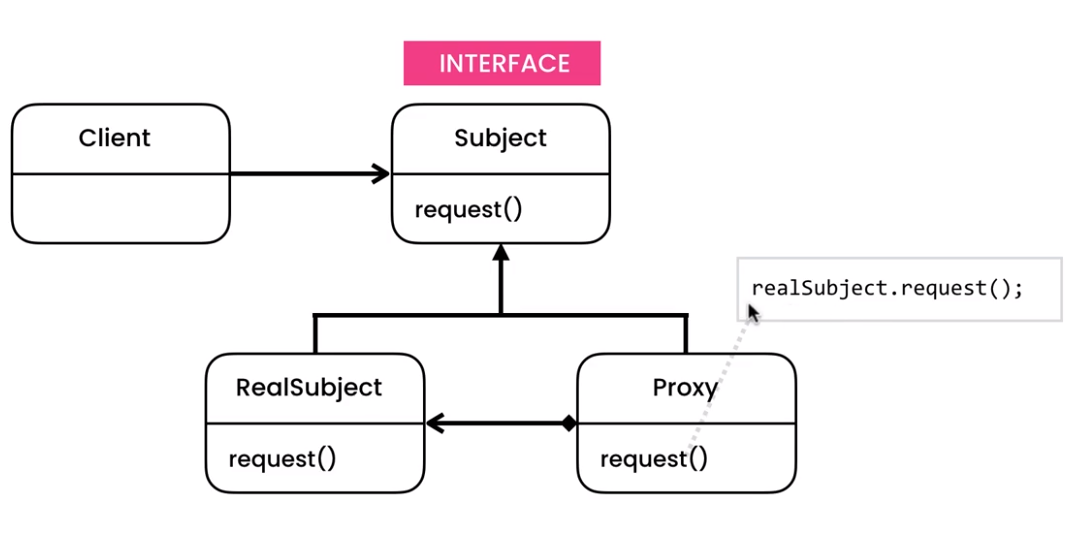 INTERFACE
Client
Subject
request()
realSubject.request();
RealSubject
Proxy
request()
request()